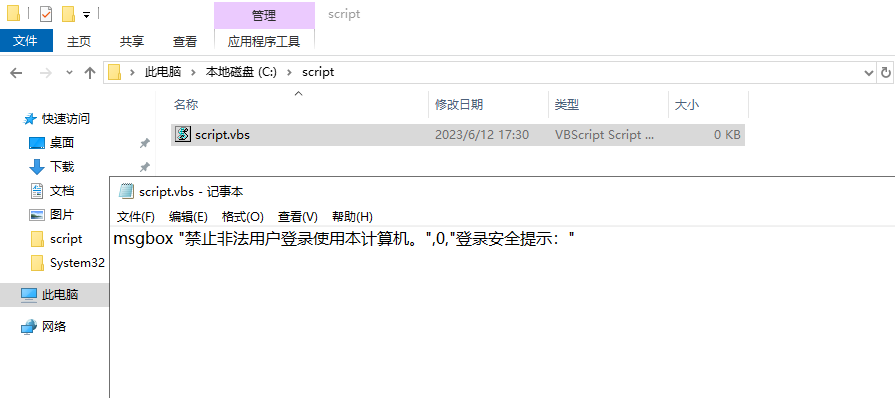 管理 script
文件 主页 共享 查看 应用程序工具
此电脑 本地磁盘 (C:) script
名称 修改日期 类型 大小
快速访问
script.vbs 2023/6/12 17:30 VBScript Script ... 0 KB
桌面
下载
文档
图片
script
System32
此电脑
网络
script.vbs - 记事本
文件(F) 编辑(E) 格式(O) 查看(V) 帮助(H)
msgbox "禁止非法用户登录使用本计算机。",0,"登录安全提示："